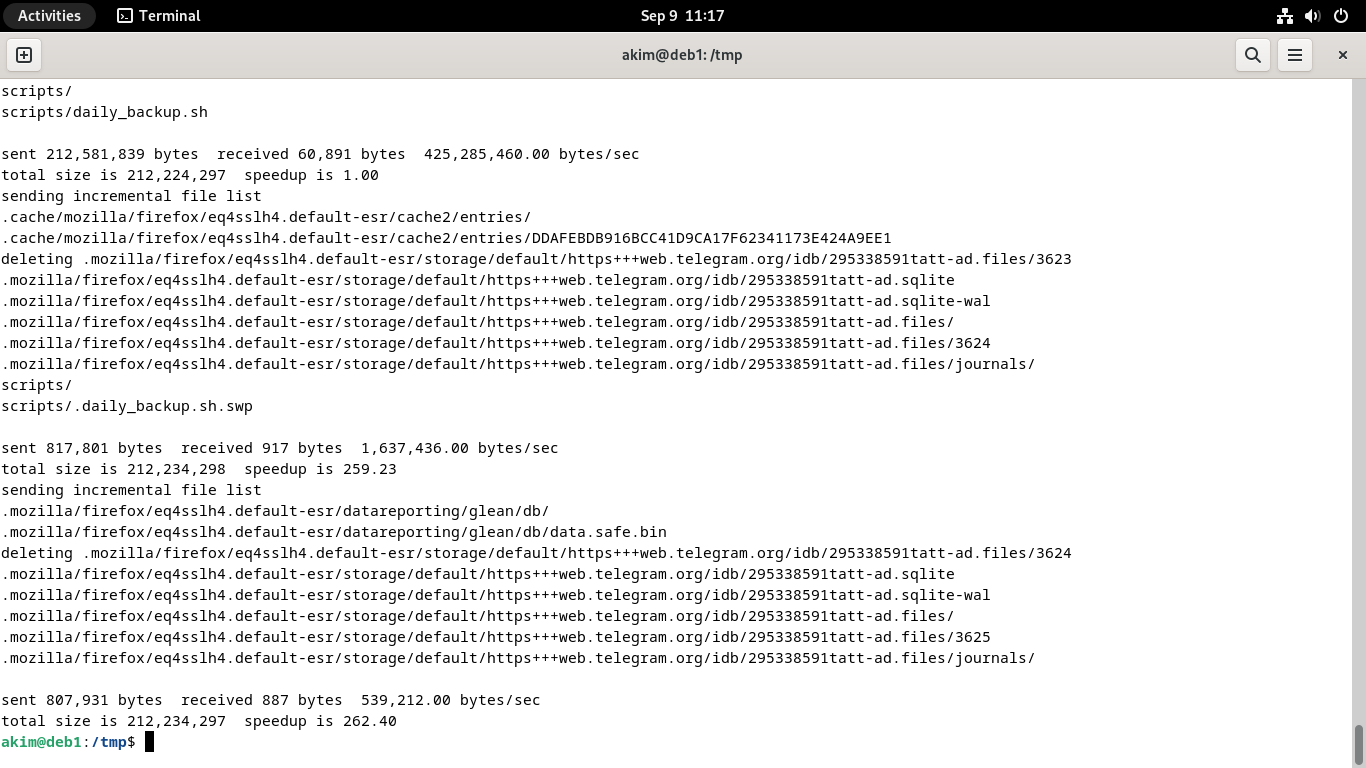 Activities Terminal Sep 9 11:17
akim@deb1: /tmp
scripts/
scripts/daily_backup.sh
sent 212,581,839 bytes  received 60,891 bytes  425,285,460.00 bytes/sec
total size is 212,224,297  speedup is 1.00
sending incremental file list
.cache/mozilla/firefox/eq4sslh4.default-esr/cache2/entries/
.cache/mozilla/firefox/eq4sslh4.default-esr/cache2/entries/DDAFEBDB916BCC41D9CA17F62341173E424A9EE1
deleting .mozilla/firefox/eq4sslh4.default-esr/storage/default/https+++web.telegram.org/idb/295338591tatt-ad.files/3623
.mozilla/firefox/eq4sslh4.default-esr/storage/default/https+++web.telegram.org/idb/295338591tatt-ad.sqlite
.mozilla/firefox/eq4sslh4.default-esr/storage/default/https+++web.telegram.org/idb/295338591tatt-ad.sqlite-wal
.mozilla/firefox/eq4sslh4.default-esr/storage/default/https+++web.telegram.org/idb/295338591tatt-ad.files/
.mozilla/firefox/eq4sslh4.default-esr/storage/default/https+++web.telegram.org/idb/295338591tatt-ad.files/3624
.mozilla/firefox/eq4sslh4.default-esr/storage/default/https+++web.telegram.org/idb/295338591tatt-ad.files/journals/
scripts/
scripts/.daily_backup.sh.swp
sent 817,801 bytes  received 917 bytes  1,637,436.00 bytes/sec
total size is 212,234,298  speedup is 259.23
sending incremental file list
.mozilla/firefox/eq4sslh4.default-esr/datareporting/glean/db/
.mozilla/firefox/eq4sslh4.default-esr/datareporting/glean/db/data.safe.bin
deleting .mozilla/firefox/eq4sslh4.default-esr/storage/default/https+++web.telegram.org/idb/295338591tatt-ad.files/3624
.mozilla/firefox/eq4sslh4.default-esr/storage/default/https+++web.telegram.org/idb/295338591tatt-ad.sqlite
.mozilla/firefox/eq4sslh4.default-esr/storage/default/https+++web.telegram.org/idb/295338591tatt-ad.sqlite-wal
.mozilla/firefox/eq4sslh4.default-esr/storage/default/https+++web.telegram.org/idb/295338591tatt-ad.files/
.mozilla/firefox/eq4sslh4.default-esr/storage/default/https+++web.telegram.org/idb/295338591tatt-ad.files/3625
.mozilla/firefox/eq4sslh4.default-esr/storage/default/https+++web.telegram.org/idb/295338591tatt-ad.files/journals/
sent 807,931 bytes  received 887 bytes  539,212.00 bytes/sec
total size is 212,234,297  speedup is 262.40
akim@deb1:/tmp$